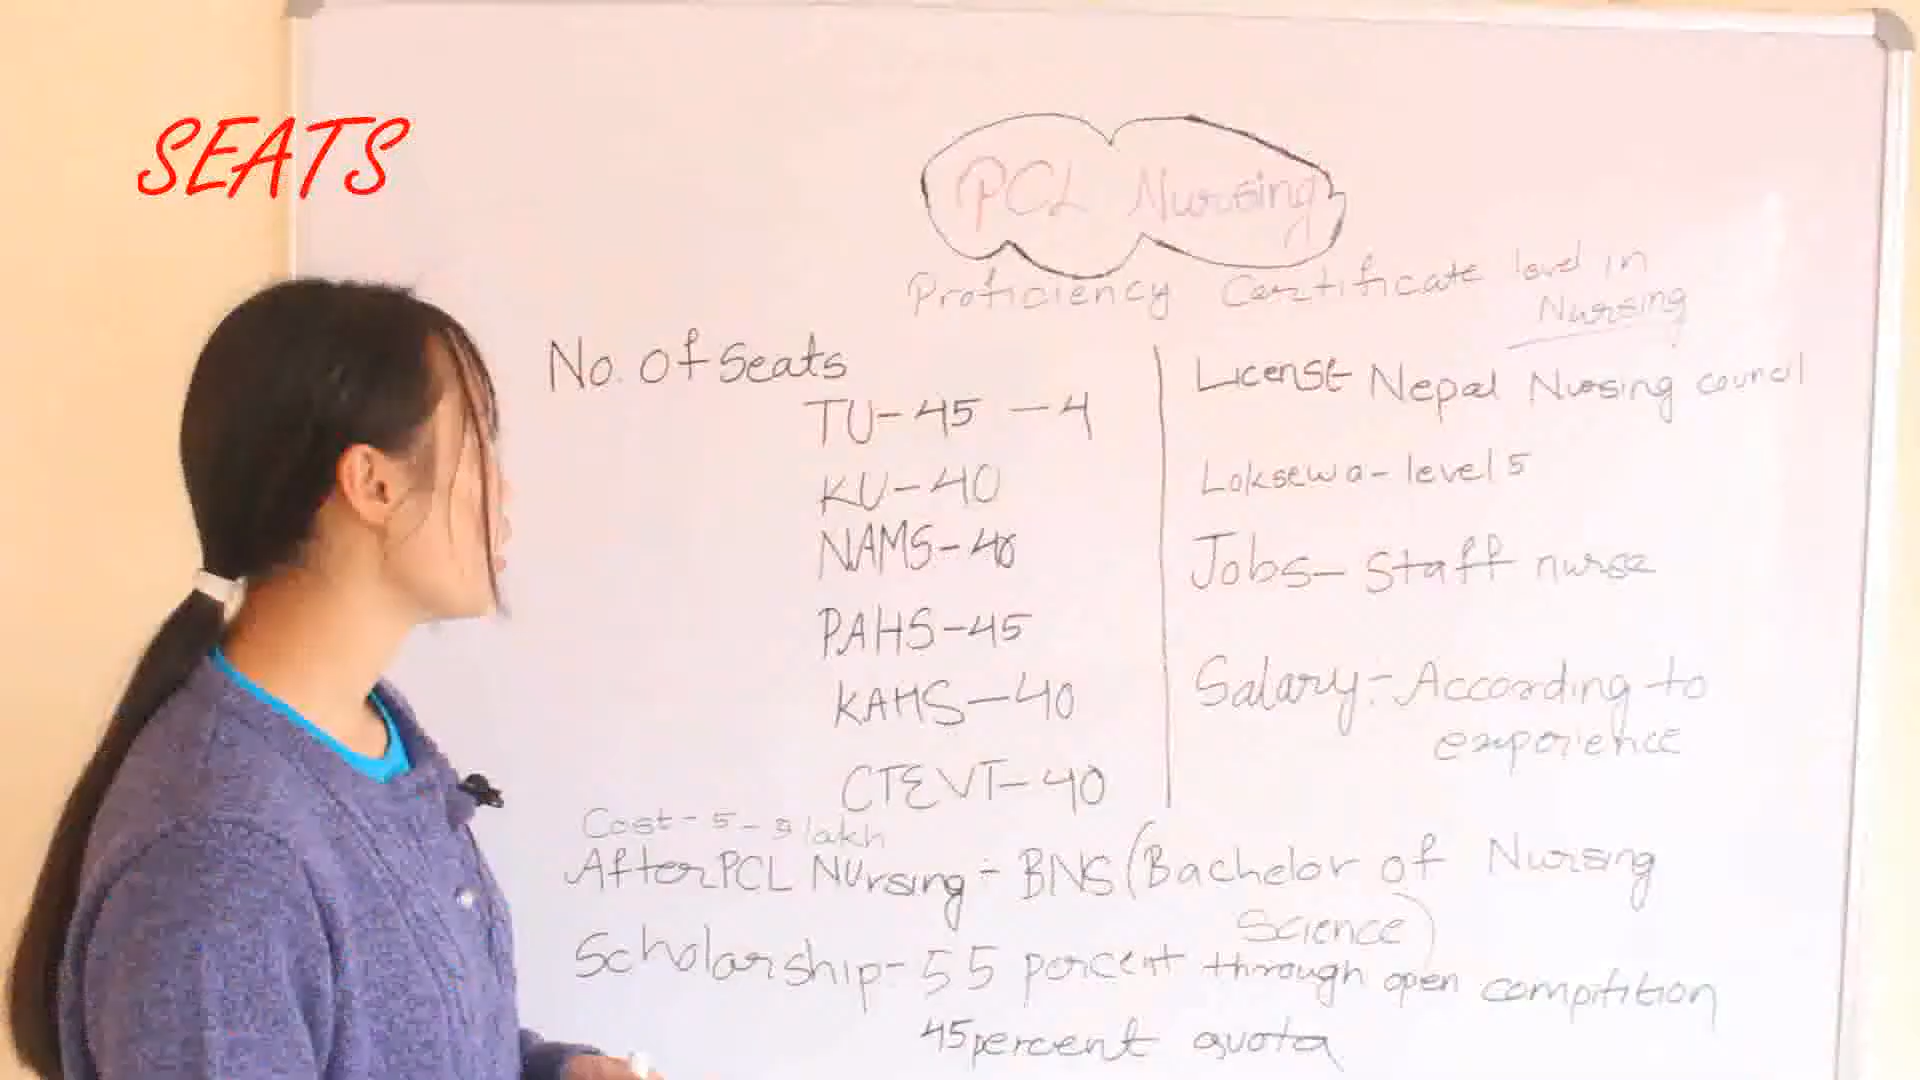 SEATS
PCL Nursing
Proficiency Certificate level in
Nursing
No. of Seats
TU-45 -4
KU-40
NAMS-40
PAHS-45
KAHS-40
CTEVT-40
License Nepal Nursing council
Loksewa-level 5
Jobs-Staff nurse
Salary:-According to
experience
Cost-5-9 lakh
After PCL Nursing - BNS (Bachelor of Nursing
Science)
Scholarship-55 percent through open compitition
45 percent quota